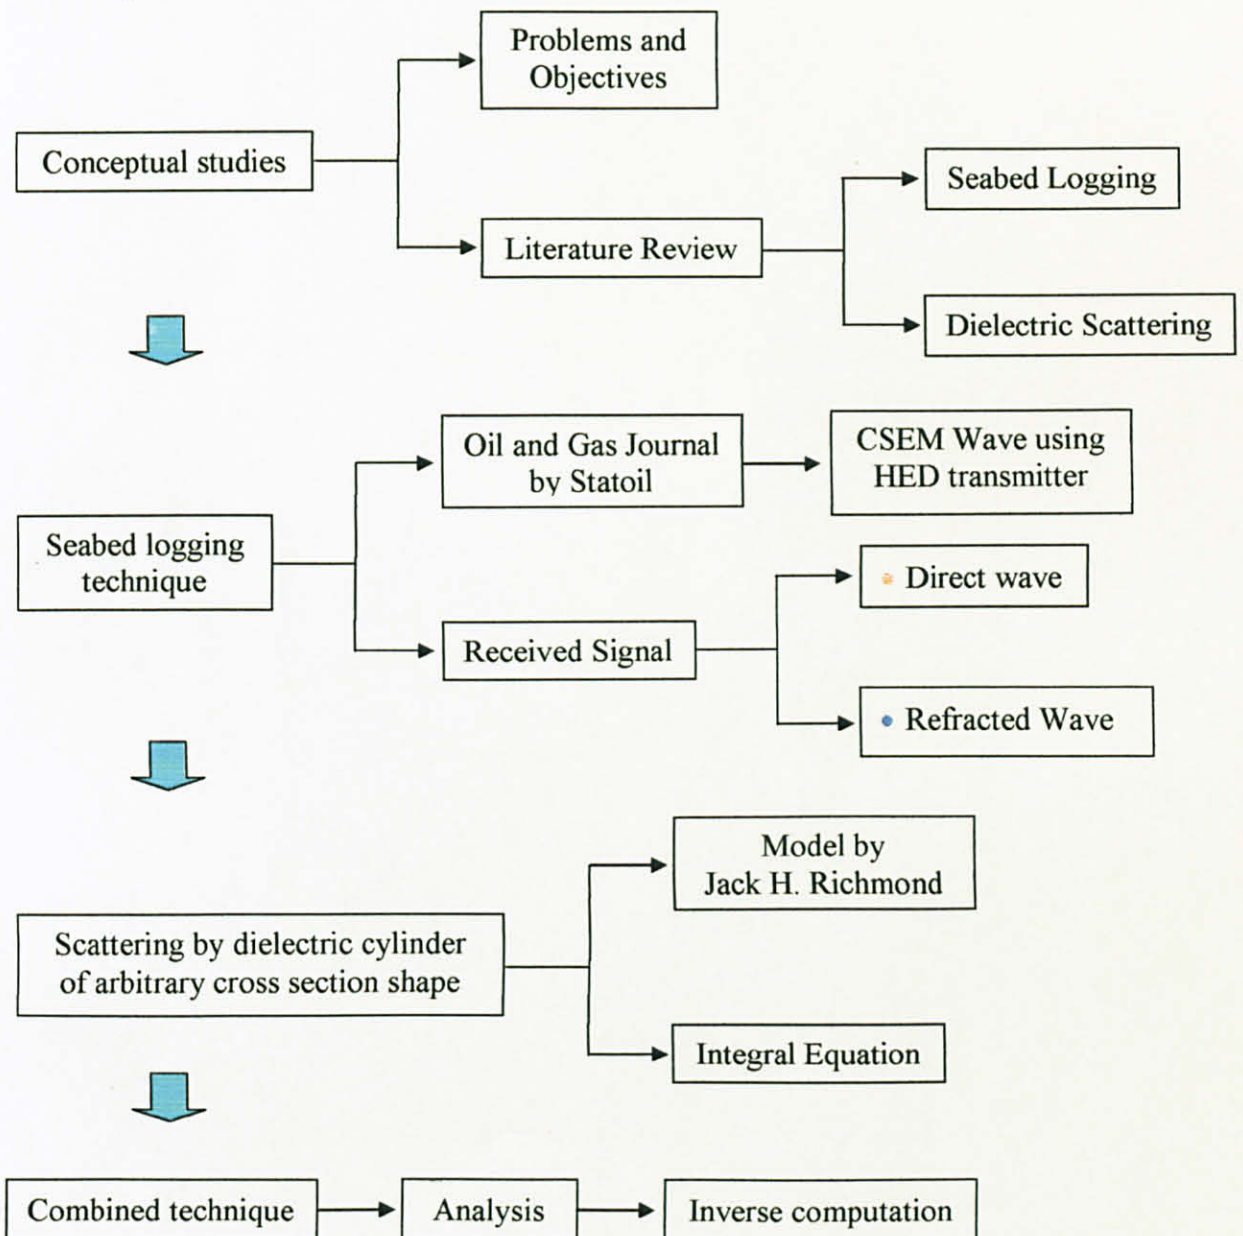 Problems and
Objectives
Conceptual studies
Seabed Logging
Literature Review
Dielectric Scattering
Oil and Gas Journal
by Statoil
CSEM Wave using
HED transmitter
Seabed logging
technique
Direct wave
Received Signal
Refracted Wave
Model by
Jack H. Richmond
Scattering by dielectric cylinder
of arbitrary cross section shape
Integral Equation
Combined technique
Analysis
Inverse computation